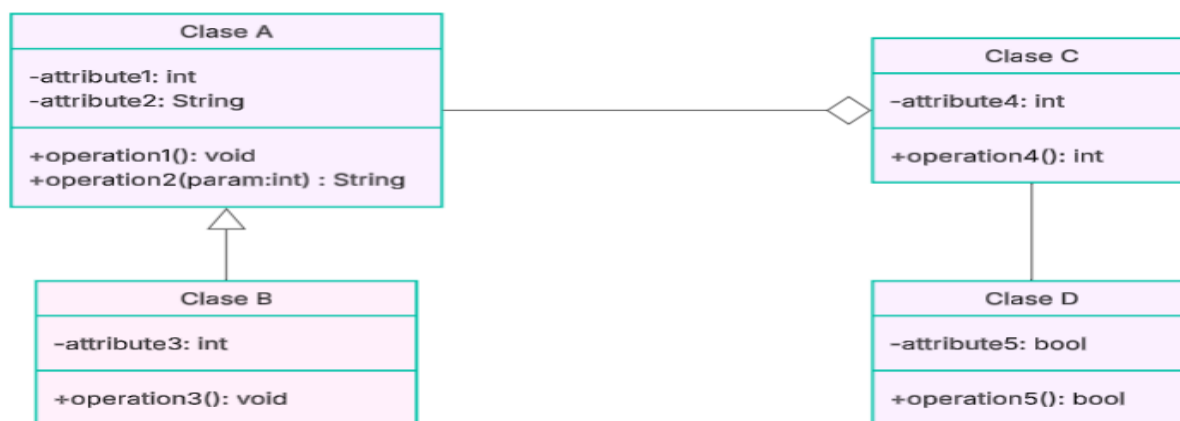 Clase A
-attribute1: int
-attribute2: String
+operation1(): void
+operation2(param:int) : String
Clase C
-attribute4: int
+operation4(): int
Clase B
-attribute3: int
+operation3(): void
Clase D
-attribute5: bool
+operation5(): bool